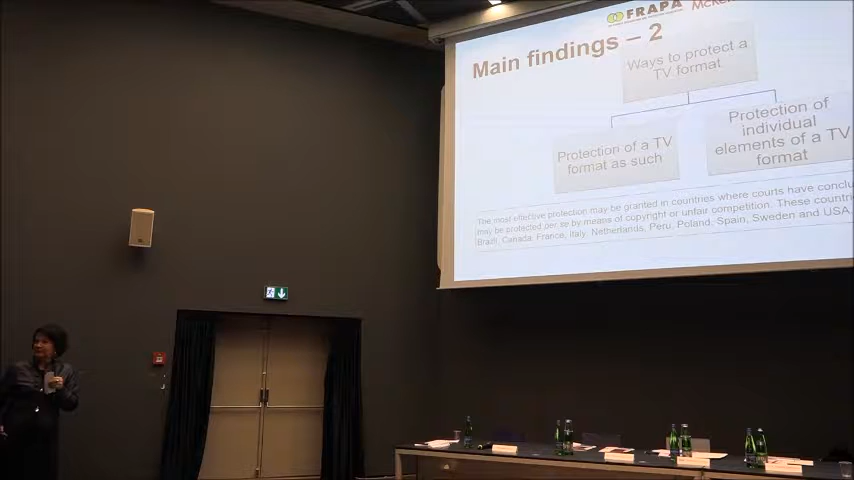 FRAPA
McK
Main findings – 2
Ways to protect a
TV format
Protection of a TV
format as such
Protection of
individual
elements of a TV
format
The most effective protection may be granted in countries where courts have conclu
may be protected per se by means of copyright or unfair competition. These countri
Brazil, Canada, France, Italy, Netherlands, Peru, Poland, Spain, Sweden and USA.